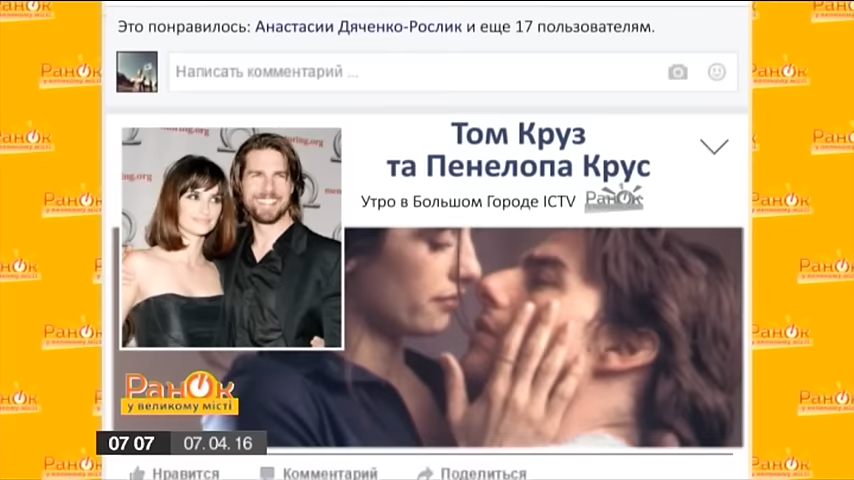 Это понравилось: Анастасии Дяченко-Рослик и еще 17 пользователям.
Написать комментарий ...
Том Круз
та Пенелопа Крус
Утро в Большом Городе ICTV
Ранок
Ранок
у великому місті
07 07
07. 04. 16
Нравится
Комментарий
Поделиться